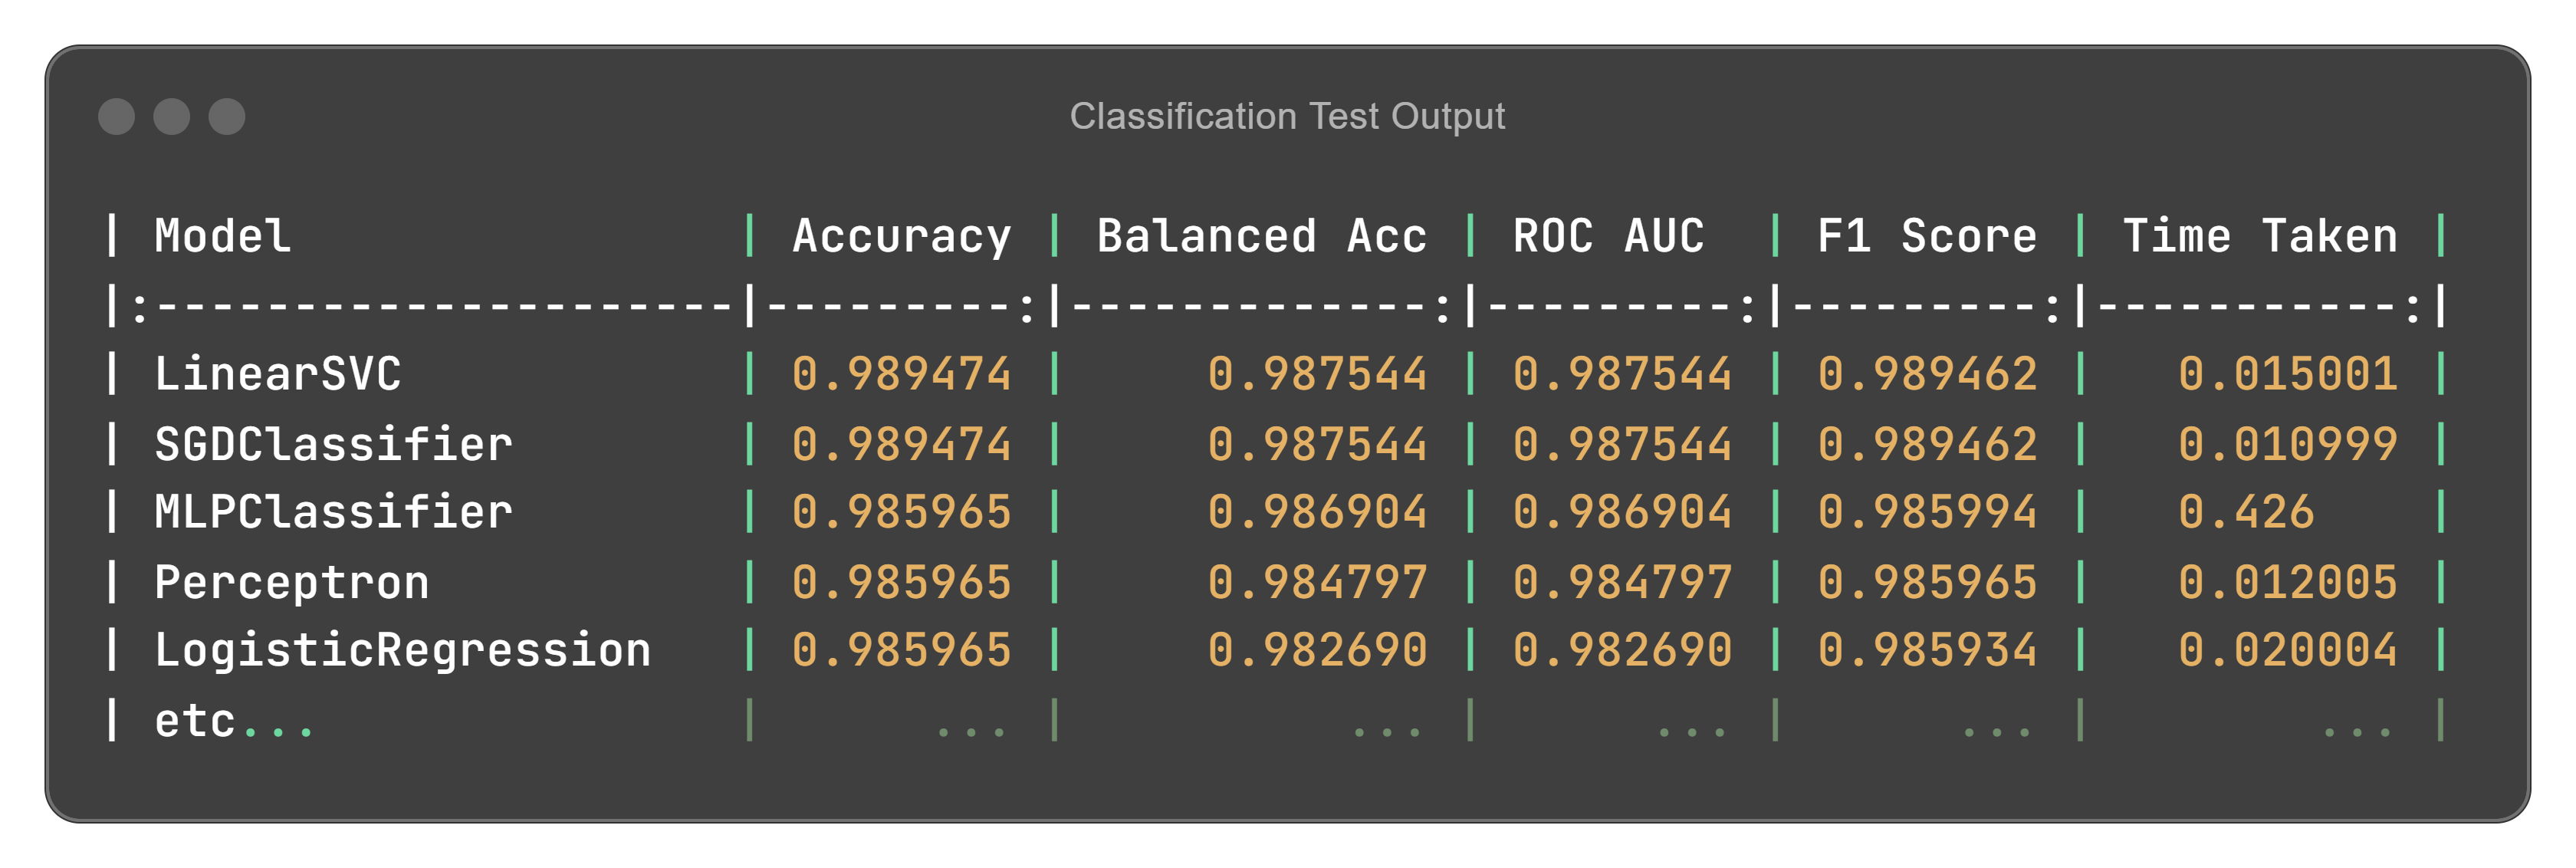 Classification Test Output
| Model                | Accuracy | Balanced Acc | ROC AUC  | F1 Score | Time Taken |
|:---------------------|---------:|-------------:|---------:|---------:|-----------:|
| LinearSVC            | 0.989474 |     0.987544 | 0.987544 | 0.989462 |   0.015001 |
| SGDClassifier        | 0.989474 |     0.987544 | 0.987544 | 0.989462 |   0.010999 |
| MLPClassifier        | 0.985965 |     0.986904 | 0.986904 | 0.985994 |   0.426    |
| Perceptron           | 0.985965 |     0.984797 | 0.984797 | 0.985965 |   0.012005 |
| LogisticRegression   | 0.985965 |     0.982690 | 0.982690 | 0.985934 |   0.020004 |
| etc...               |      ... |          ... |      ... |      ... |        ... |